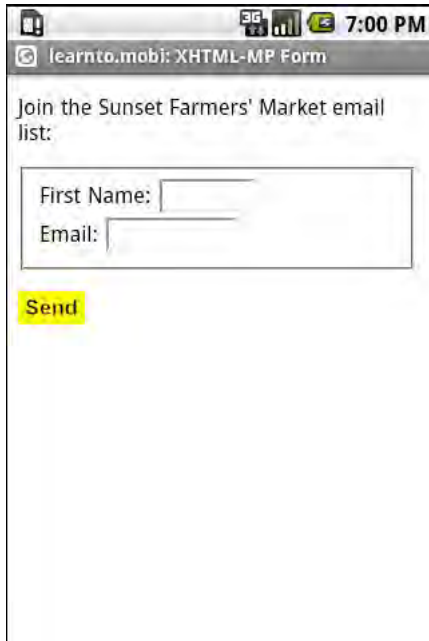 3G 7:00 PM
learnto.mobi: XHTML-MP Form
Join the Sunset Farmers' Market email
list:
First Name:
Email:
Send